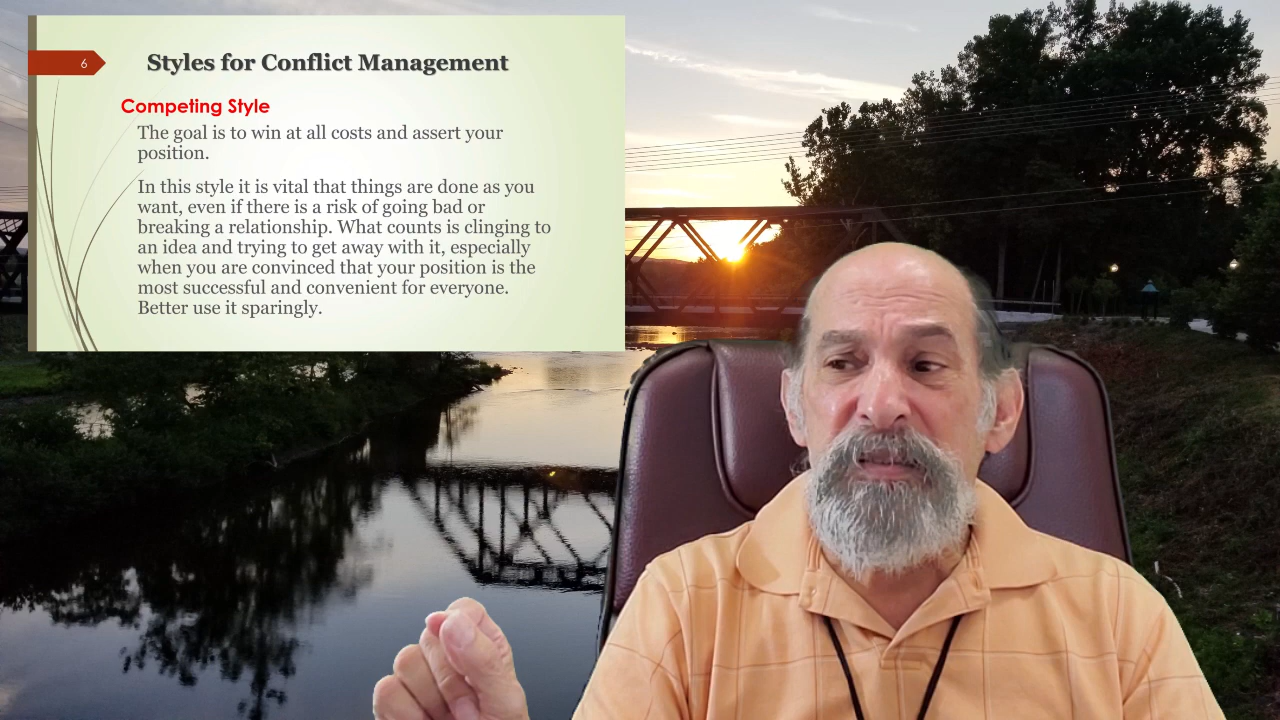 6
Styles for Conflict Management
Competing Style
The goal is to win at all costs and assert your
position.
In this style it is vital that things are done as you
want, even if there is a risk of going bad or
breaking a relationship. What counts is clinging to
an idea and trying to get away with it, especially
when you are convinced that your position is the
most successful and convenient for everyone.
Better use it sparingly.